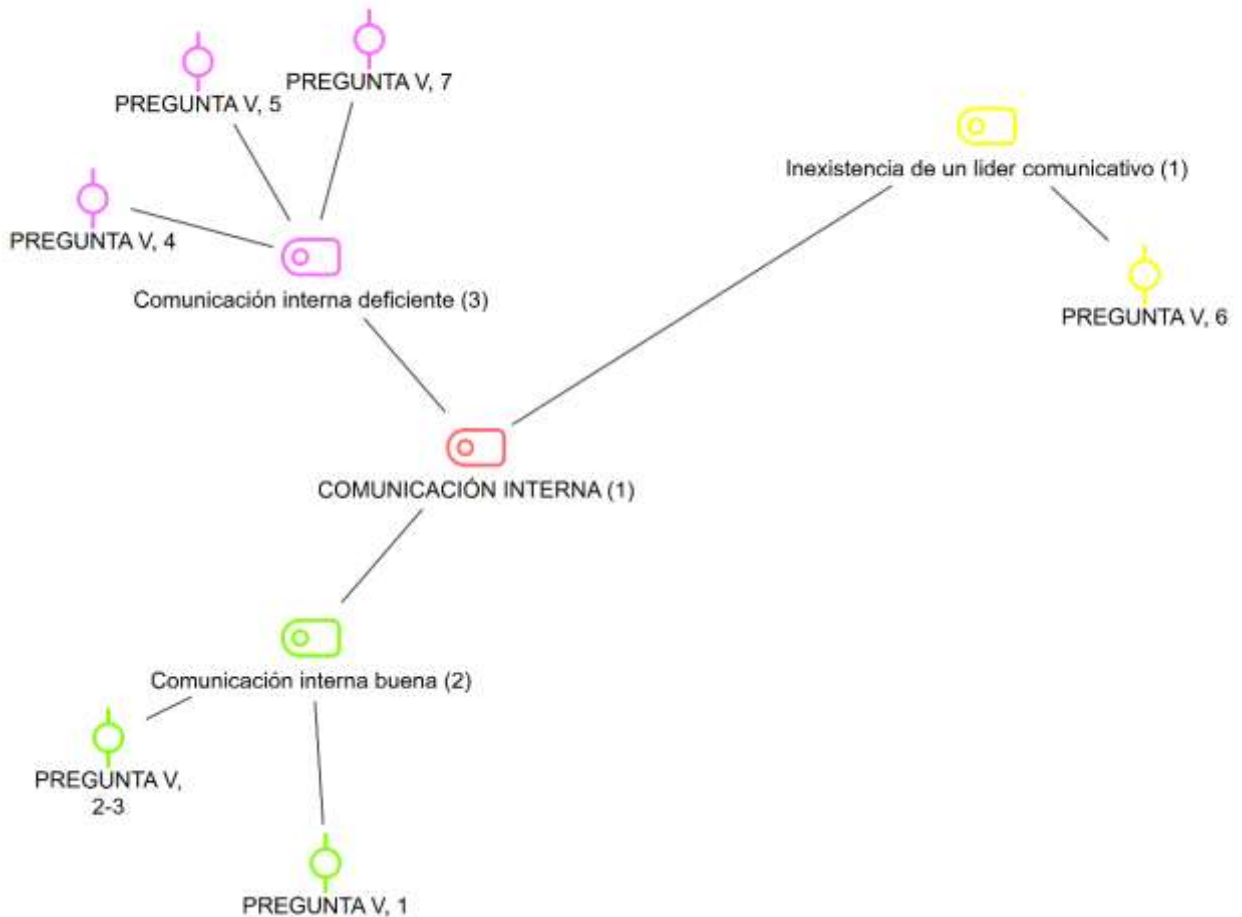 PREGUNTA V, 7
PREGUNTA V, 5
Inexistencia de un lider comunicativo (1)
PREGUNTA V, 4
Comunicación interna deficiente (3)
PREGUNTA V, 6
COMUNICACIÓN INTERNA (1)
Comunicación interna buena (2)
PREGUNTA V,
2-3
PREGUNTA V, 1